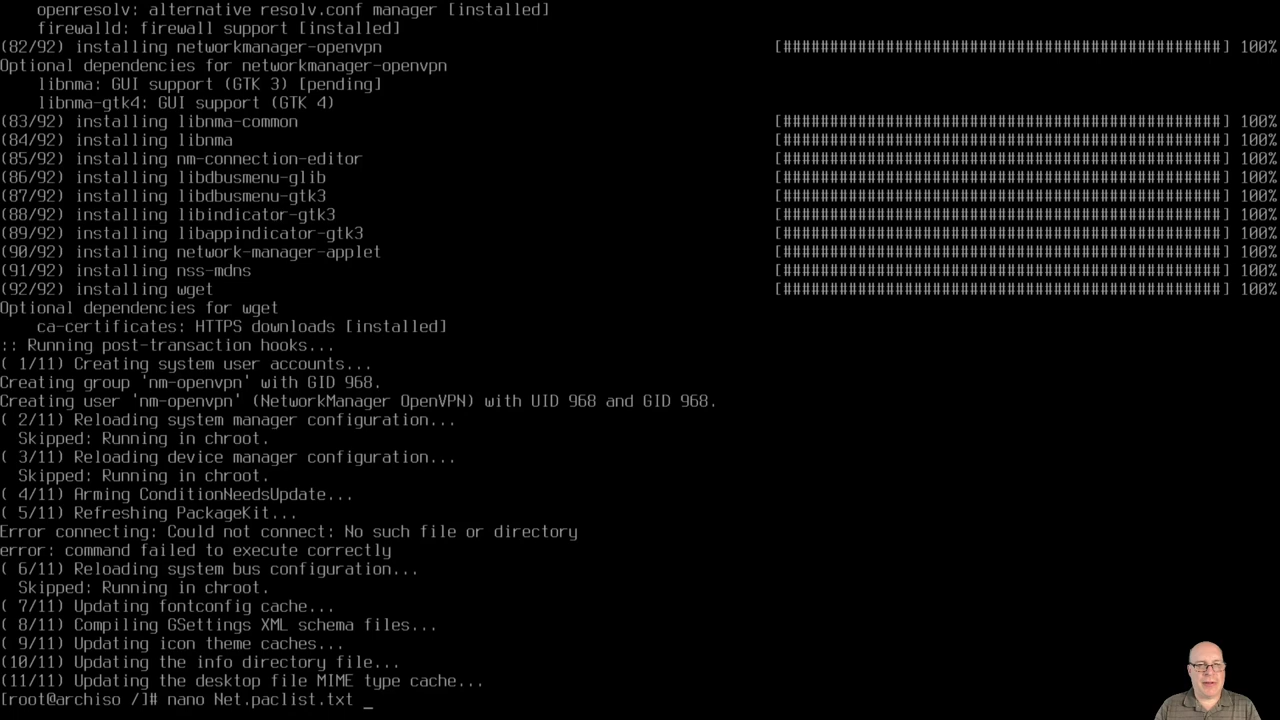 openresolv: alternative resolv.conf manager [installed]
firewalld: firewall support [installed]
(82/92) installing networkmanager-openvpn [###############################################] 100%
Optional dependencies for networkmanager-openvpn
libnma: GUI support (GTK 3) [pending]
libnma-gtk4: GUI support (GTK 4)
(83/92) installing libnma-common [###############################################] 100%
(84/92) installing libnma [###############################################] 100%
(85/92) installing nm-connection-editor [###############################################] 100%
(86/92) installing libdbusmenu-glib [###############################################] 100%
(87/92) installing libdbusmenu-gtk3 [###############################################] 100%
(88/92) installing libindicator-gtk3 [###############################################] 100%
(89/92) installing libappindicator-gtk3 [###############################################] 100%
(90/92) installing network-manager-applet [###############################################] 100%
(91/92) installing nss-mdns [###############################################] 100%
(92/92) installing wget [###############################################] 100%
Optional dependencies for wget
ca-certificates: HTTPS downloads [installed]
:: Running post-transaction hooks...
( 1/11) Creating system user accounts...
Creating group 'nm-openvpn' with GID 968.
Creating user 'nm-openvpn' (NetworkManager OpenVPN) with UID 968 and GID 968.
( 2/11) Reloading system manager configuration...
Skipped: Running in chroot.
( 3/11) Reloading device manager configuration...
Skipped: Running in chroot.
( 4/11) Arming ConditionNeedsUpdate...
( 5/11) Refreshing PackageKit...
Error connecting: Could not connect: No such file or directory
error: command failed to execute correctly
( 6/11) Reloading system bus configuration...
Skipped: Running in chroot.
( 7/11) Updating fontconfig cache...
( 8/11) Compiling GSettings XML schema files...
( 9/11) Updating icon theme caches...
(10/11) Updating the info directory file...
(11/11) Updating the desktop file MIME type cache...
[root@archiso /]# nano Net.paclist.txt _